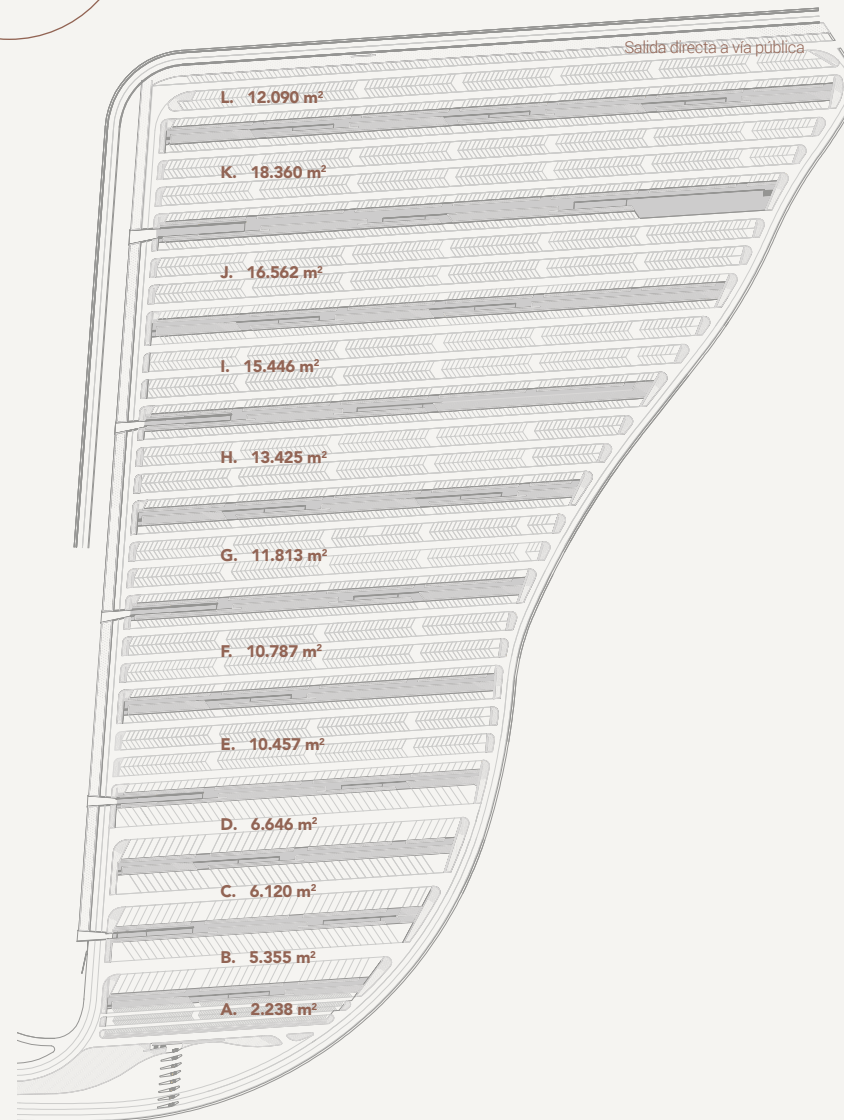 Salida directa a vía pública
L. 12.090 m²
K. 18.360 m²
J. 16.562 m²
I. 15.446 m²
H. 13.425 m²
G. 11.813 m²
F. 10.787 m²
E. 10.457 m²
D. 6.646 m²
C. 6.120 m²
B. 5.355 m²
A. 2.238 m²